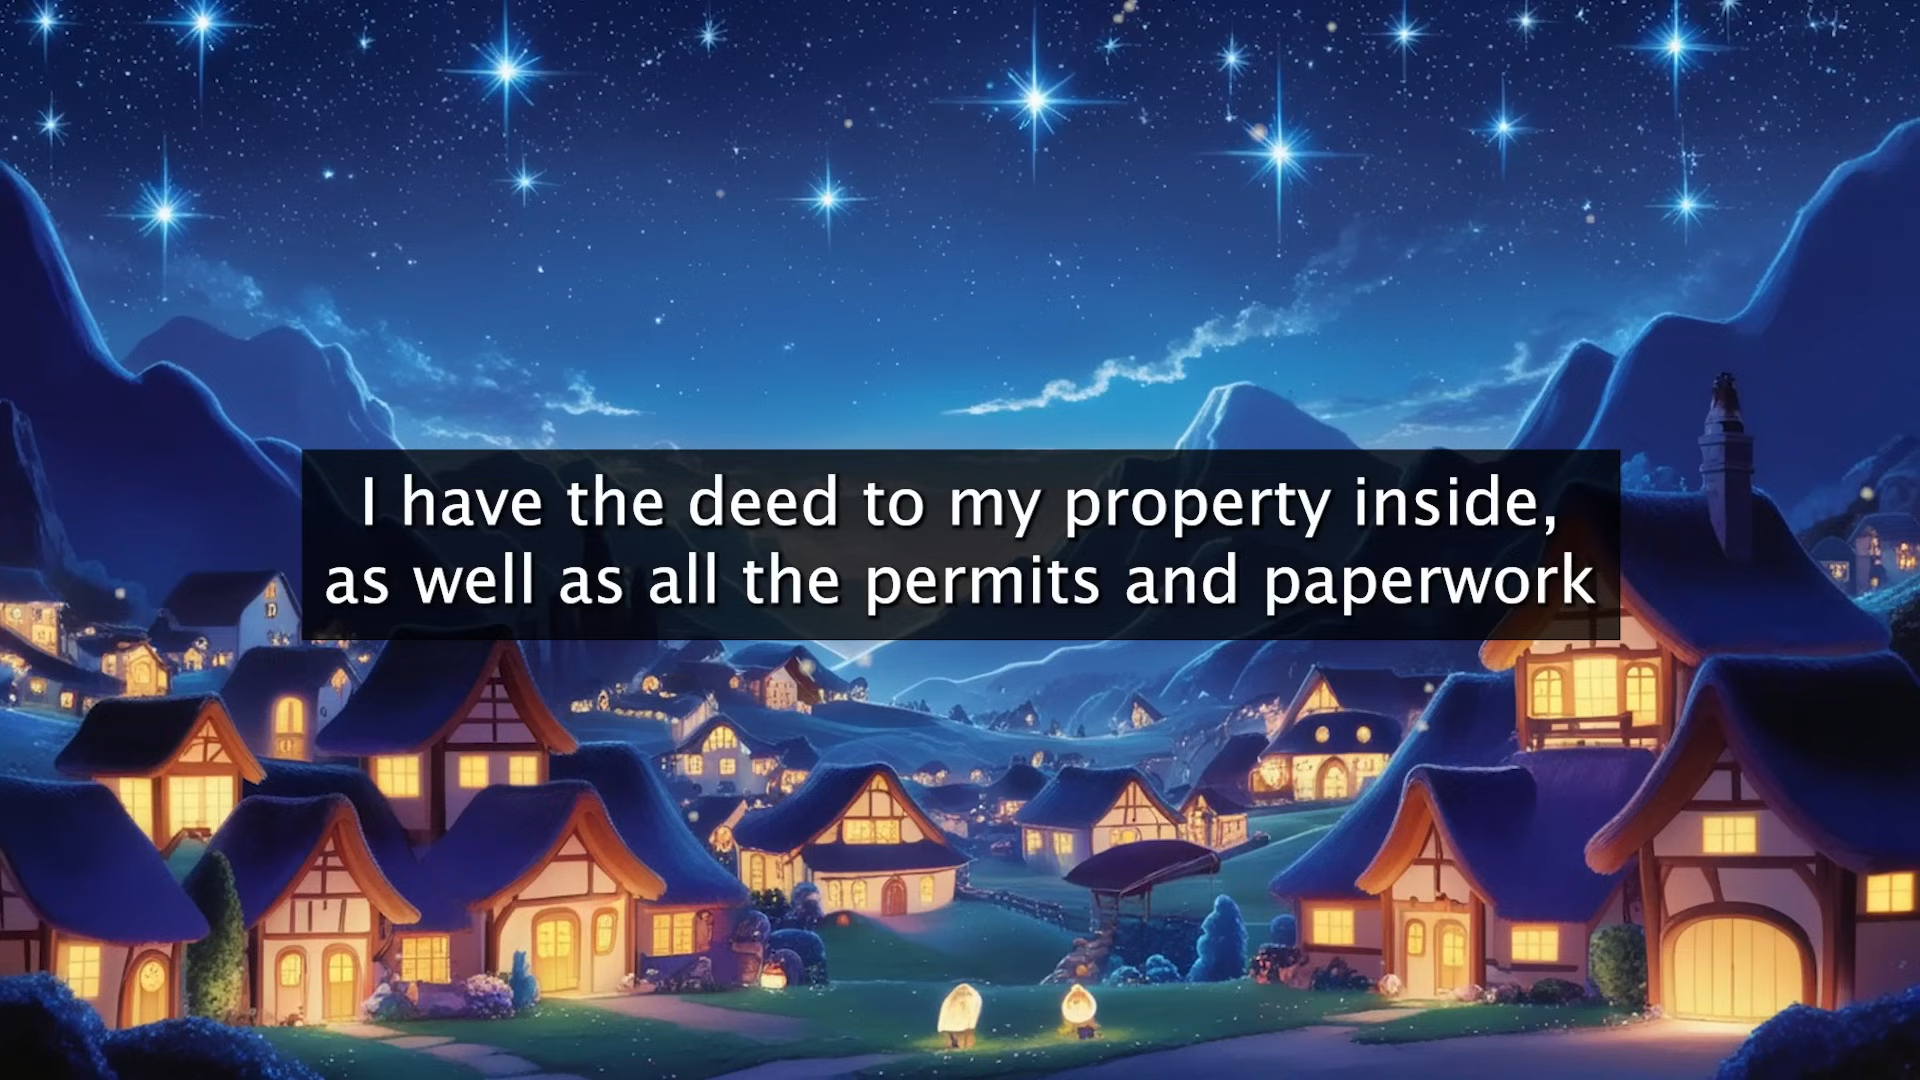 I have the deed to my property inside,
as well as all the permits and paperwork